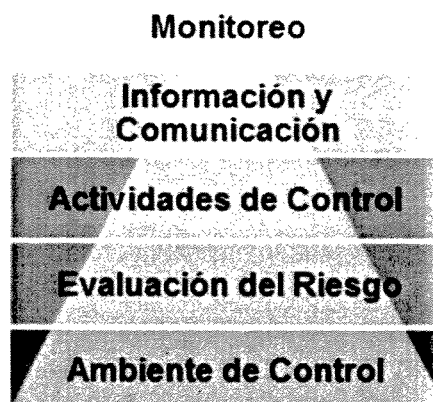 Monitoreo
Información y
Comunicación
Actividades de Control
Evaluación del Riesgo
Ambiente de Control